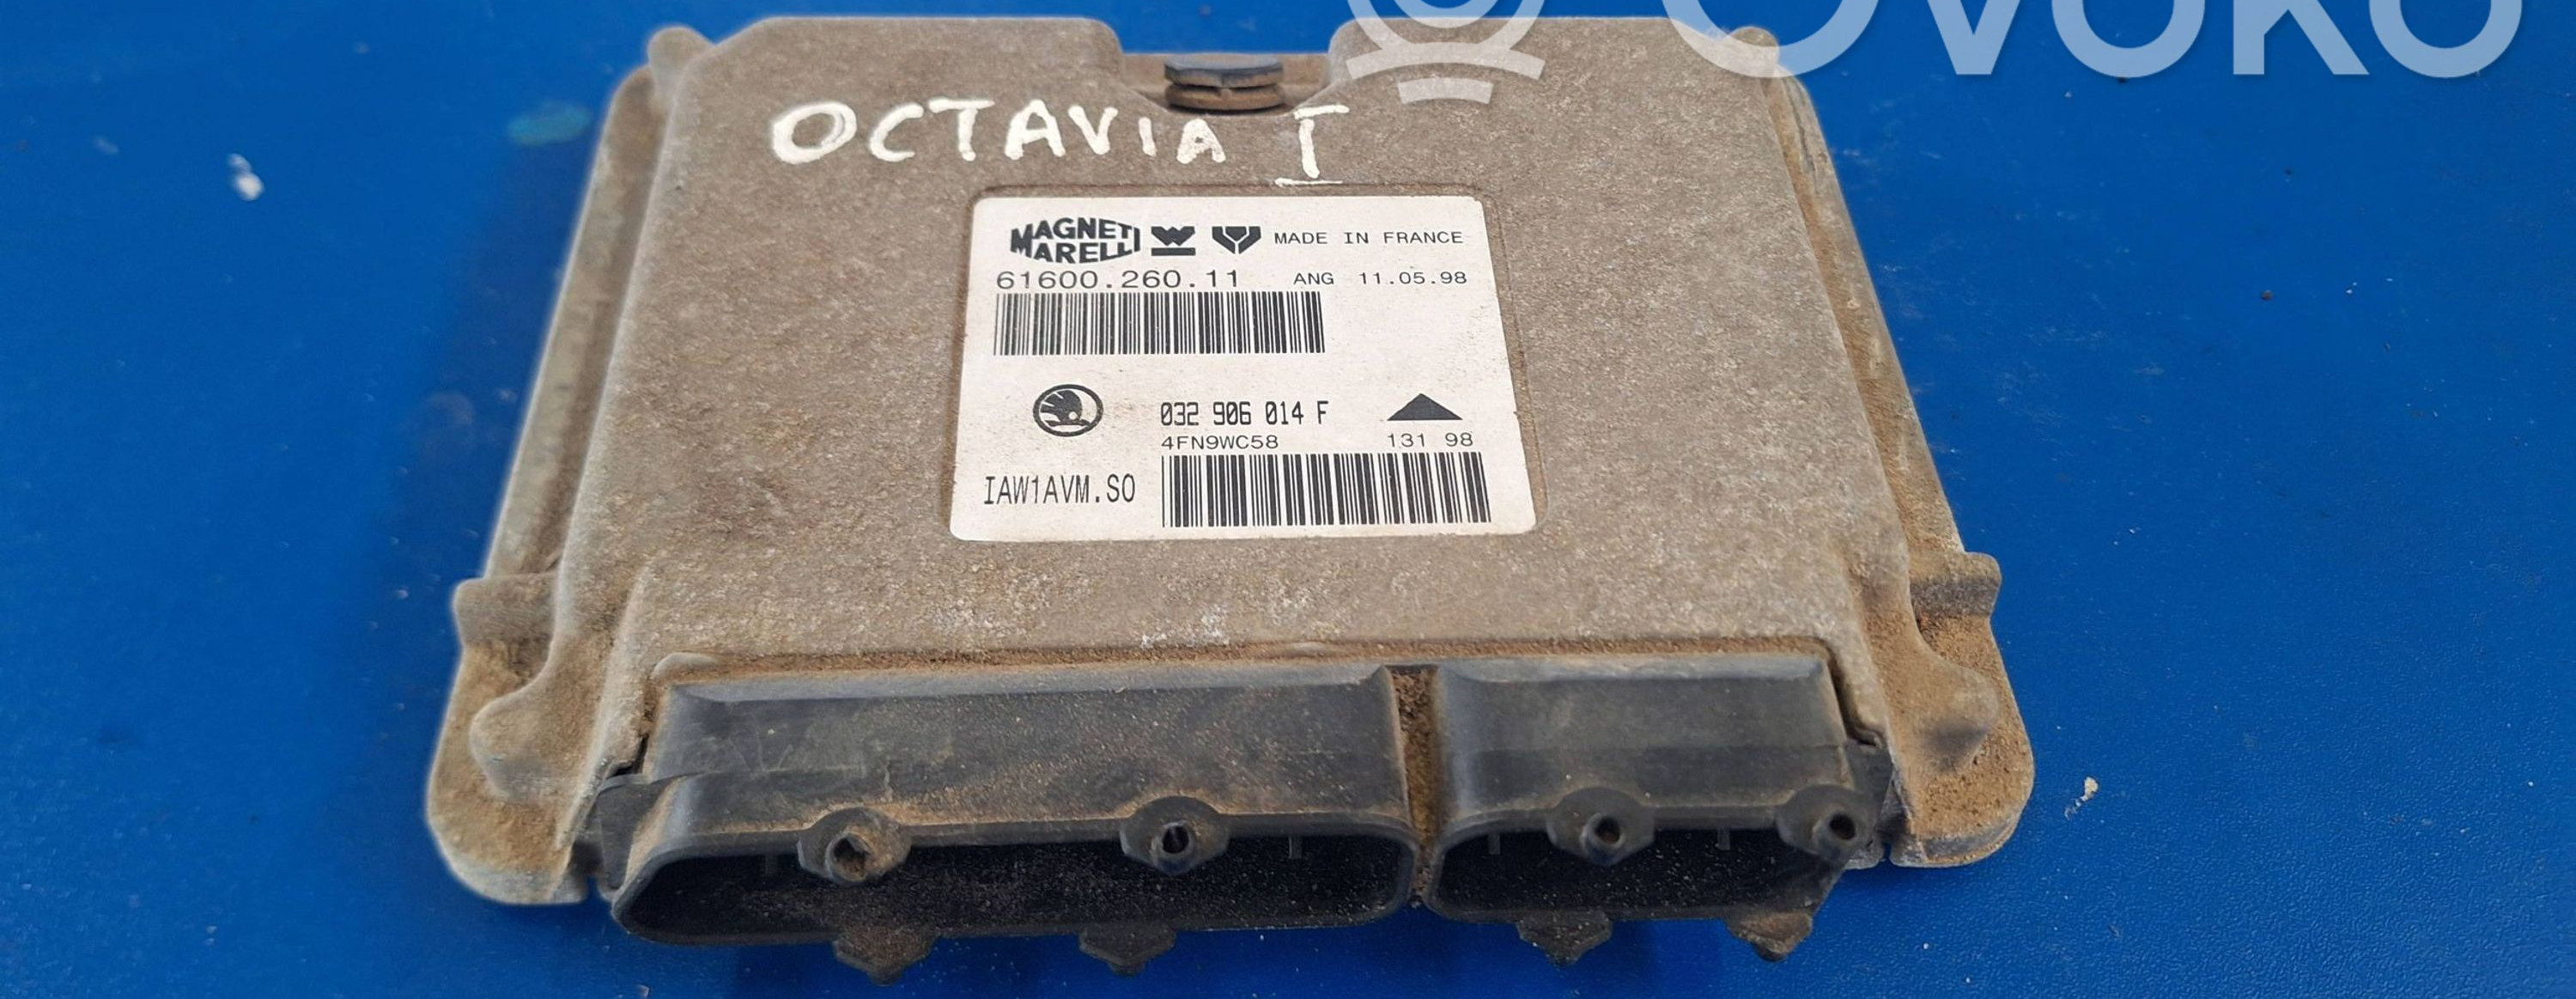 OVOKO
OCTAVIA I
MAGNETI MARELLI MADE IN FRANCE
61600.260.11 ANG 11.05.98
032 906 014 F
4FN9WC58 131 98
IAW1AVM.SO